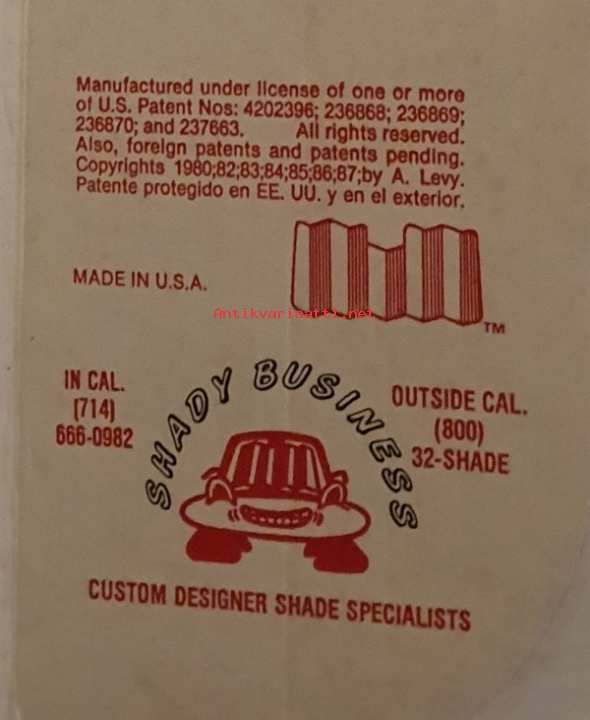 Manufactured under license of one or more
of U.S. Patent Nos: 4202396; 236868; 236869;
236870; and 237663. All rights reserved.
Also, foreign patents and patents pending.
Copyrights 1980;82;83;84;85;86;87;by A. Levy.
Patente protegido en EE. UU. y en el exterior.
MADE IN U.S.A.
Antikvariaatti.net
TM
IN CAL.
(714)
666-0982
SHADY BUSINESS
OUTSIDE CAL.
(800)
32-SHADE
CUSTOM DESIGNER SHADE SPECIALISTS